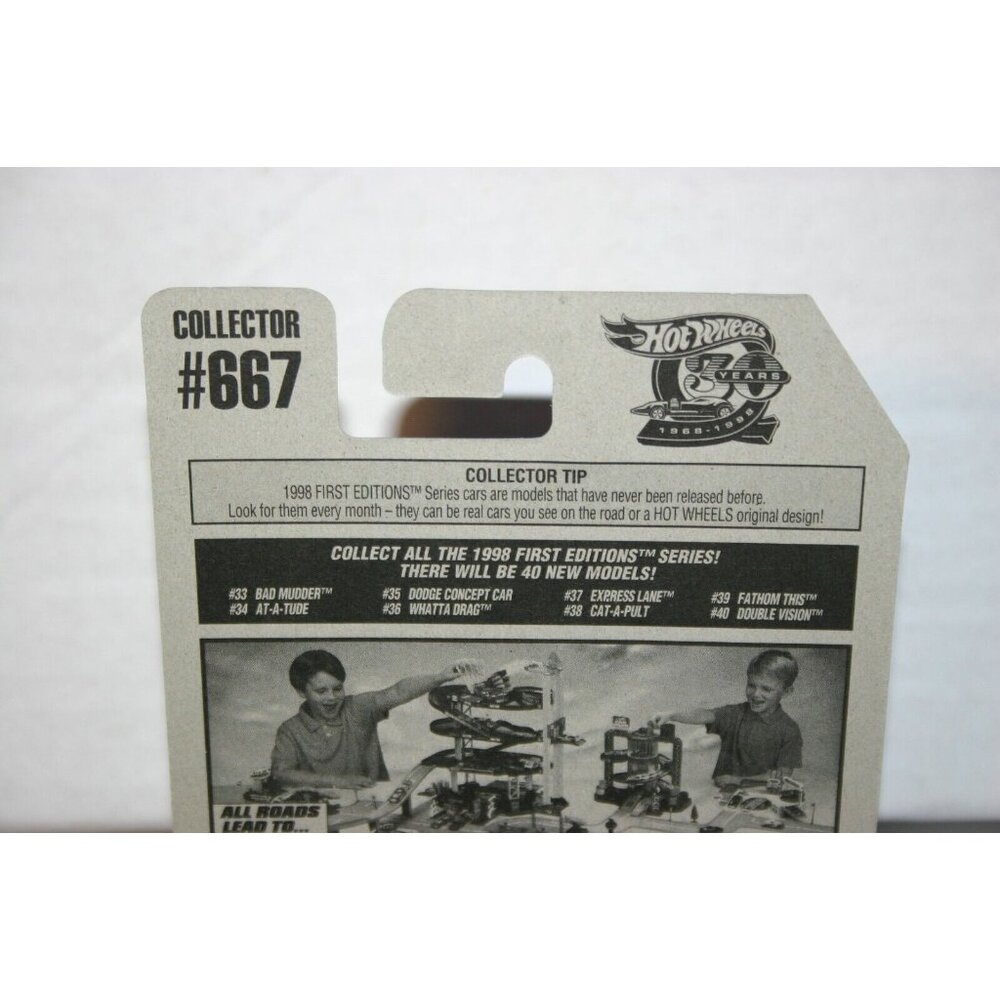 COLLECTOR
#667
HOT WHEELS
30
YEARS
1968-1998
COLLECTOR TIP
1998 FIRST EDITIONS™ Series cars are models that have never been released before.
Look for them every month – they can be real cars you see on the road or a HOT WHEELS original design!
COLLECT ALL THE 1998 FIRST EDITIONS™ SERIES!
THERE WILL BE 40 NEW MODELS!
#33 BAD MUDDER™ #35 DODGE CONCEPT CAR #37 EXPRESS LANE™ #39 FATHOM THIS™
#34 AT-A-TUDE #36 WHATTA DRAG™ #38 CAT-A-PULT #40 DOUBLE VISION™
ALL ROADS
LEAD TO...